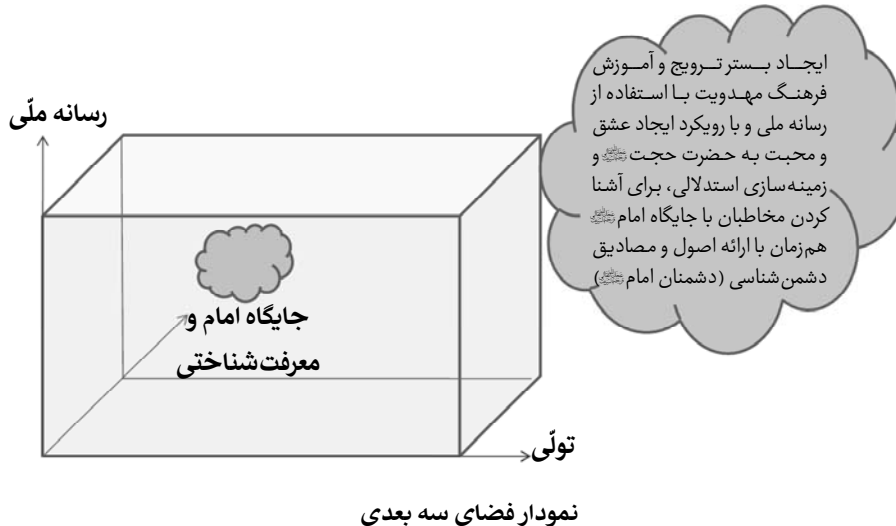 ایجاد بستر ترویج و آموزش
فرهنگ مهدویت با استفاده از
رسانه ملی و با رویکرد ایجاد عشق
و محبت به حضرت حجت و
زمینه‌سازی استدلالی، برای آشنا
کردن مخاطبان با جایگاه امام
هم‌زمان با ارائه اصول و مصادیق
دشمن‌شناسی (دشمنان امام)
رسانه ملّی
جایگاه امام و
معرفت‌شناختی
تولّی
نمودار فضای سه بعدی